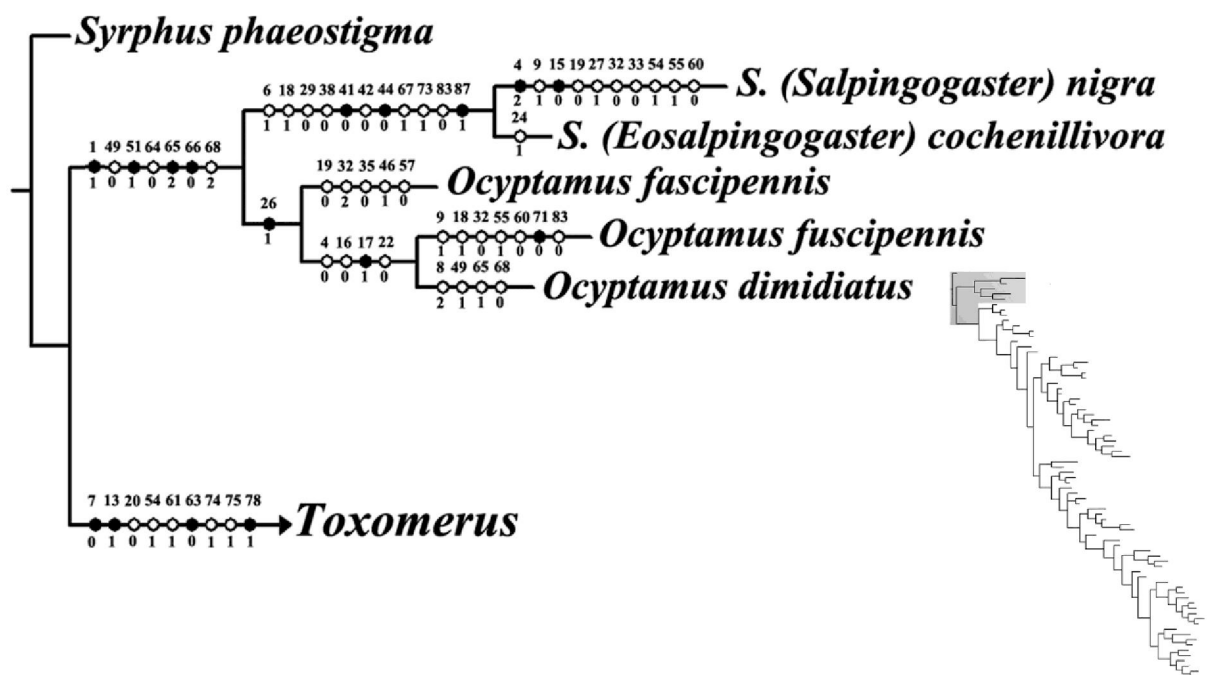 Syrphus phaeostigma
4 9 15 19 27 32 33 54 55 60
S. (Salpingogaster) nigra
2 1 0 0 1 0 0 1 1 0
6 18 29 38 41 42 44 67 73 83 87
1 1 0 0 0 0 0 1 1 0 1
24
S. (Eosalpingogaster) cochenillivora
1
1 49 51 64 65 66 68
1 0 1 0 2 0 2
19 32 35 46 57
Ocyptamus fascipennis
0 2 0 1 0
26
1
9 18 32 55 60 71 83
Ocyptamus fuscipennis
1 1 0 1 0 0 0
4 16 17 22
0 0 1 0
8 49 65 68
Ocyptamus dimidiatus
2 1 1 0
7 13 20 54 61 63 74 75 78
Toxomerus
0 1 0 1 1 0 1 1 1